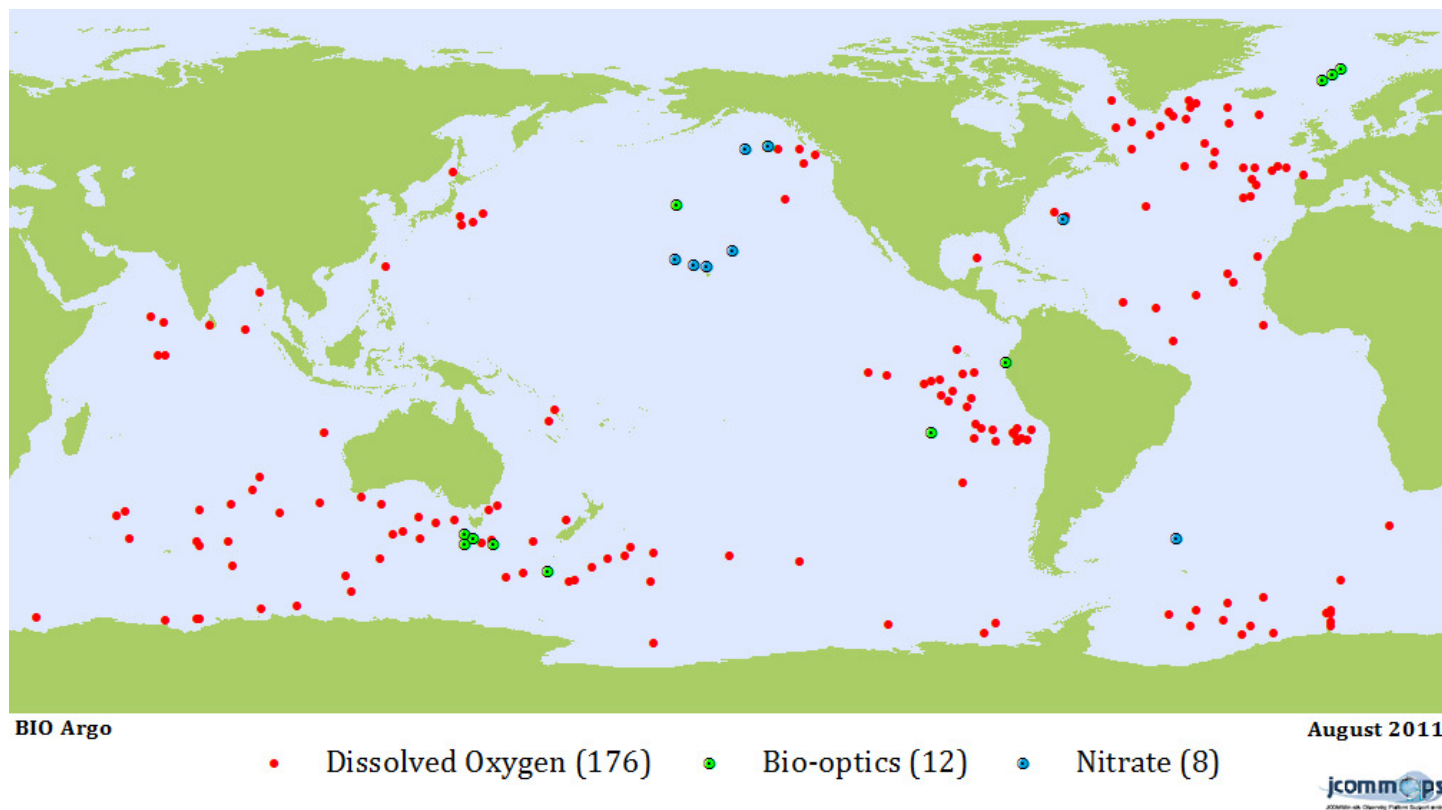 BIO Argo
August 2011
Dissolved Oxygen (176)
Bio-optics (12)
Nitrate (8)
jcommops